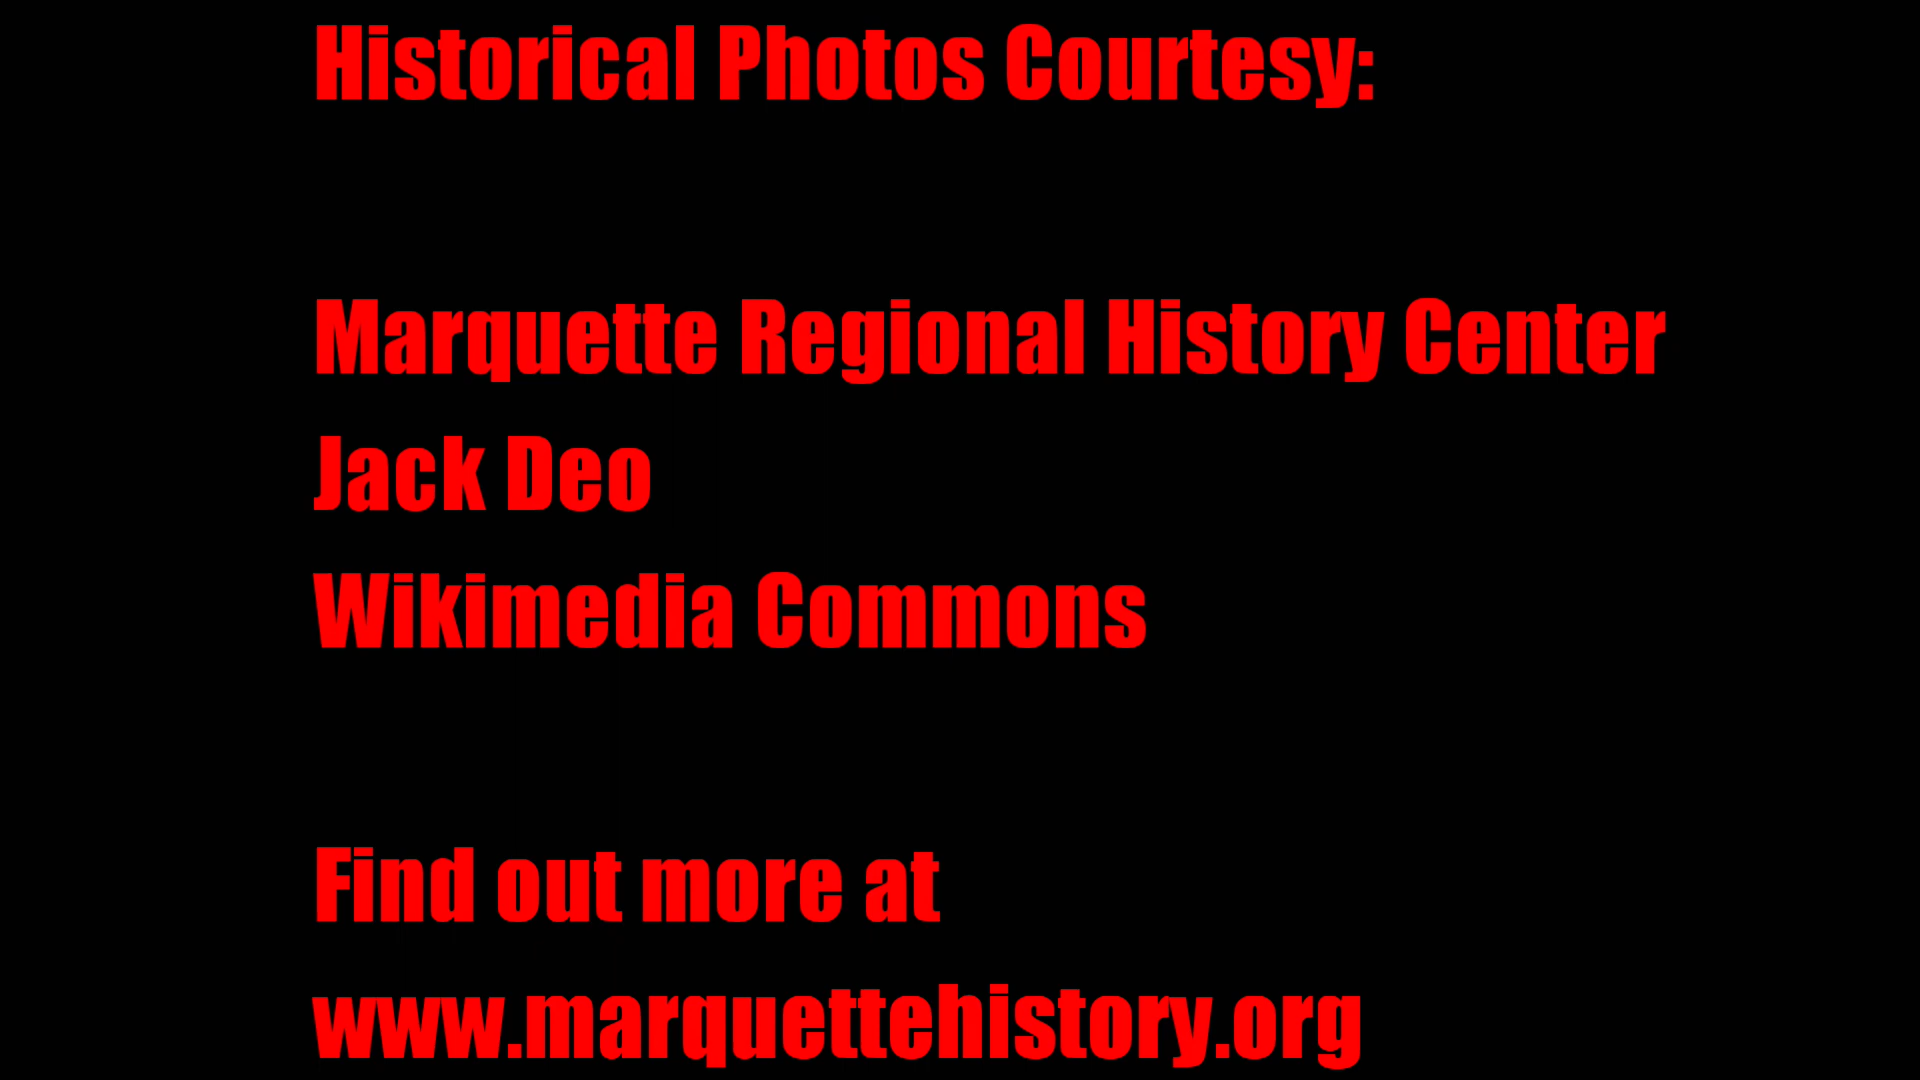 Historical Photos Courtesy:
Marquette Regional History Center
Jack Deo
Wikimedia Commons
Find out more at
www.marquettehistory.org